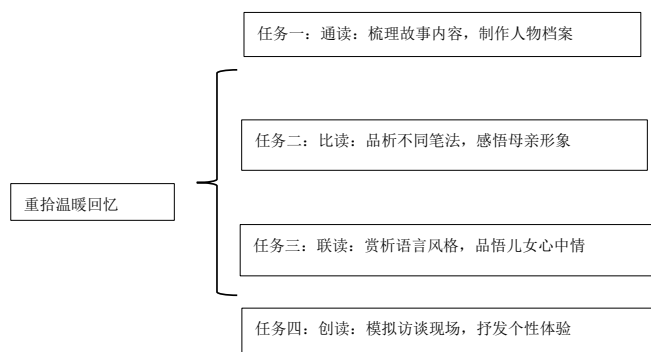 任务一：通读：梳理故事内容，制作人物档案
任务二：比读：品析不同笔法，感悟母亲形象
重拾温暖回忆
任务三：联读：赏析语言风格，品悟儿女心中情
任务四：创读：模拟访谈现场，抒发个性体验